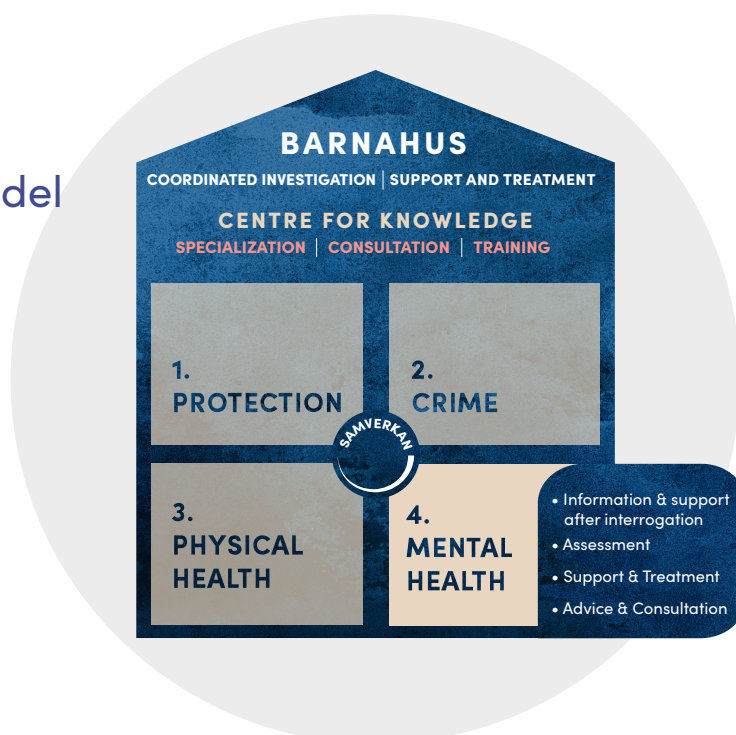 del
BARNAHUS
COORDINATED INVESTIGATION | SUPPORT AND TREATMENT
CENTRE FOR KNOWLEDGE
SPECIALIZATION | CONSULTATION | TRAINING
1.
PROTECTION
2.
CRIME
SAMVERKAN
3.
PHYSICAL
HEALTH
4.
MENTAL
HEALTH
• Information & support
after interrogation
• Assessment
• Support & Treatment
• Advice & Consultation